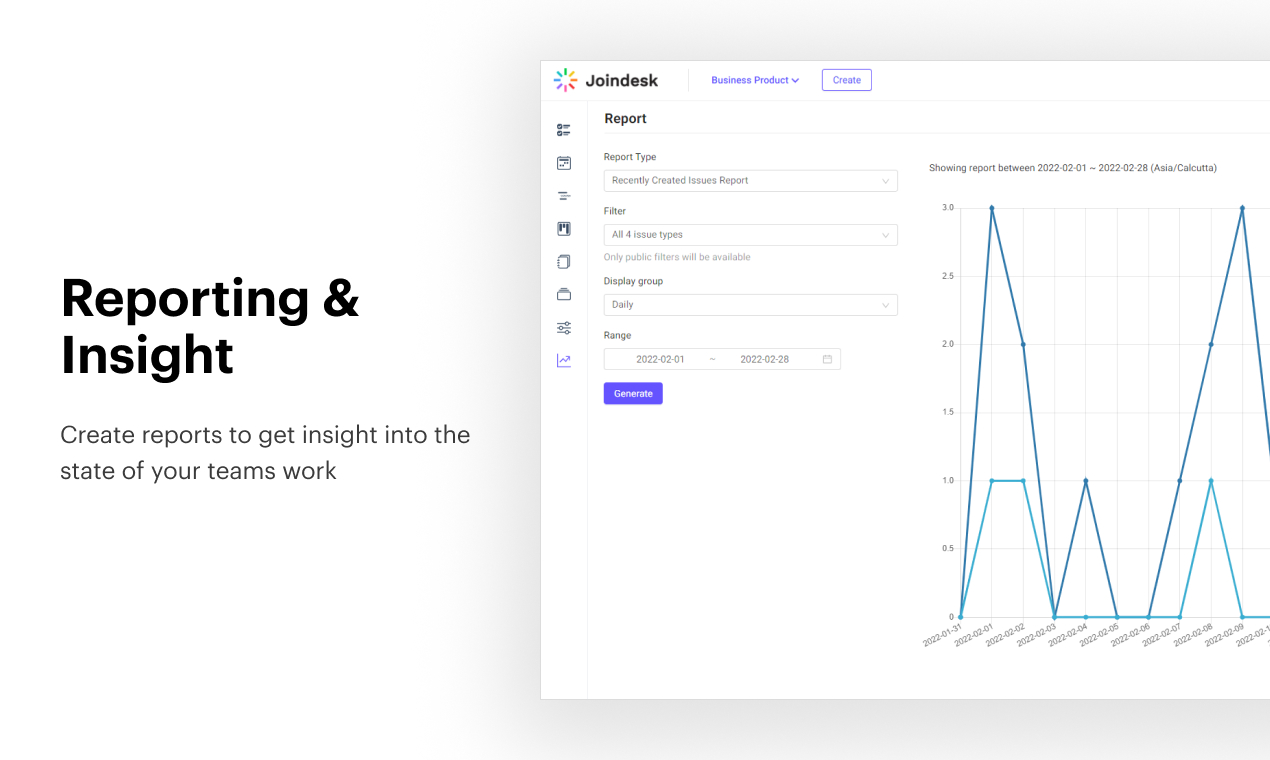 Reporting &
Insight
Create reports to get insight into the
state of your teams work
Joindesk
Business Product
Create
Report
Report Type
Recently Created Issues Report
Filter
All 4 issue types
Only public filters will be available
Display group
Daily
Range
2022-02-01 ~ 2022-02-28
Generate
Showing report between 2022-02-01 ~ 2022-02-28 (Asia/Calcutta)
3.0
2.5
2.0
1.5
1.0
0.5
0
2022-01-31
2022-02-01
2022-02-02
2022-02-03
2022-02-04
2022-02-05
2022-02-06
2022-02-07
2022-02-08
2022-02-09